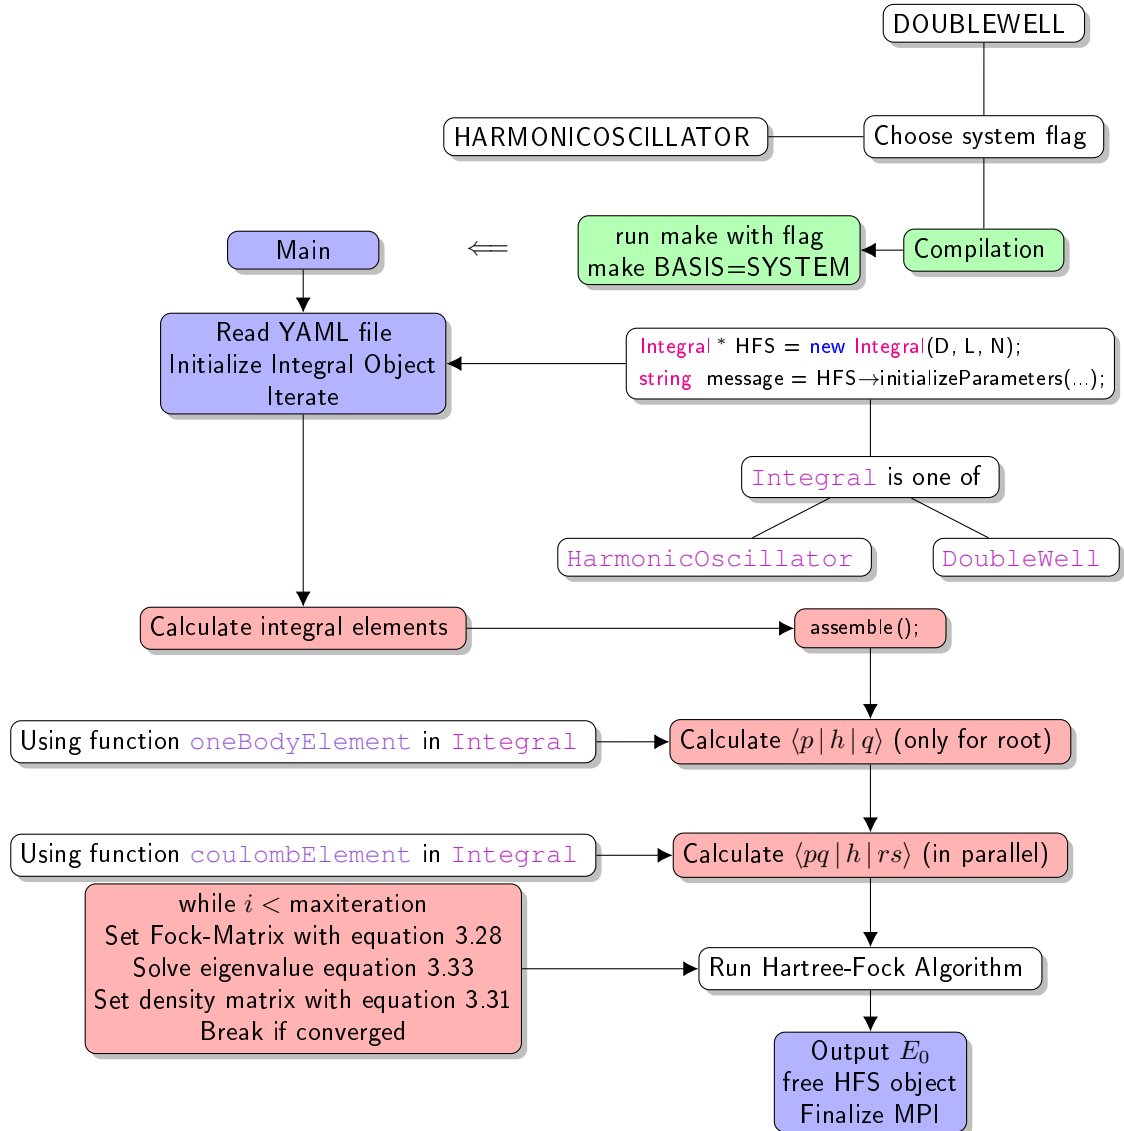 DOUBLEWELL
HARMONICOSCILLATOR
Choose system flag
Main
⟸
run make with flag
make BASIS=SYSTEM
Compilation
Read YAML file
Initialize Integral Object
Iterate
Integral * HFS = new Integral(D, L, N);
string message = HFS→initializeParameters(...);
Integral is one of
HarmonicOscillator
DoubleWell
Calculate integral elements
assemble();
Using function oneBodyElement in Integral
Calculate ⟨p | h | q⟩ (only for root)
Using function coulombElement in Integral
Calculate ⟨pq | h | rs⟩ (in parallel)
while i < maxiteration
Set Fock-Matrix with equation 3.28
Solve eigenvalue equation 3.33
Set density matrix with equation 3.31
Break if converged
Run Hartree-Fock Algorithm
Output E₀
free HFS object
Finalize MPI